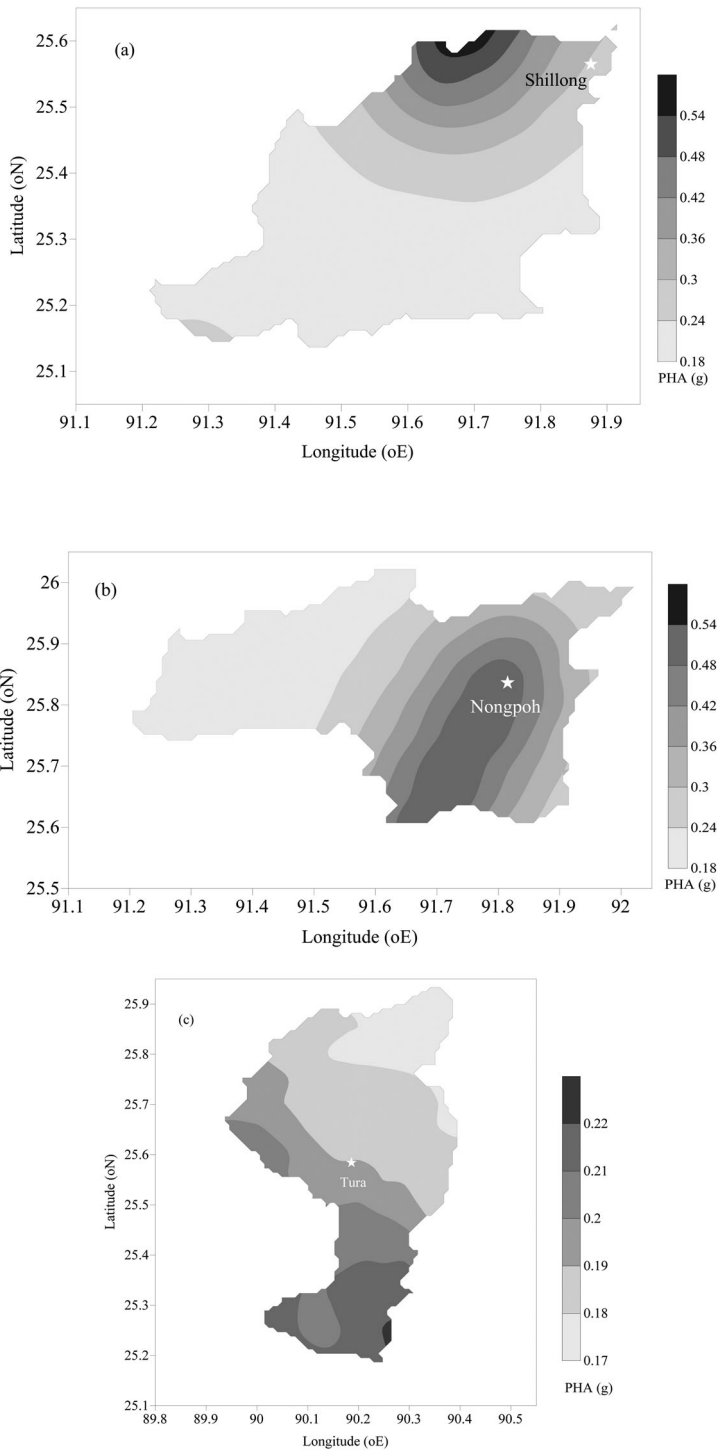 (a)
25.6
25.5
25.4
25.3
25.2
25.1
Latitude (oN)
Shillong
0.54
0.48
0.42
0.36
0.3
0.24
0.18
PHA (g)
91.1 91.2 91.3 91.4 91.5 91.6 91.7 91.8 91.9
Longitude (oE)
(b)
26
25.9
25.8
25.7
25.6
25.5
Latitude (oN)
Nongpoh
0.54
0.48
0.42
0.36
0.3
0.24
0.18
PHA (g)
91.1 91.2 91.3 91.4 91.5 91.6 91.7 91.8 91.9 92
Longitude (oE)
(c)
25.9
25.8
25.7
25.6
25.5
25.4
25.3
25.2
25.1
Latitude (oN)
Tura
0.22
0.21
0.2
0.19
0.18
0.17
PHA (g)
89.8 89.9 90 90.1 90.2 90.3 90.4 90.5
Longitude (oE)